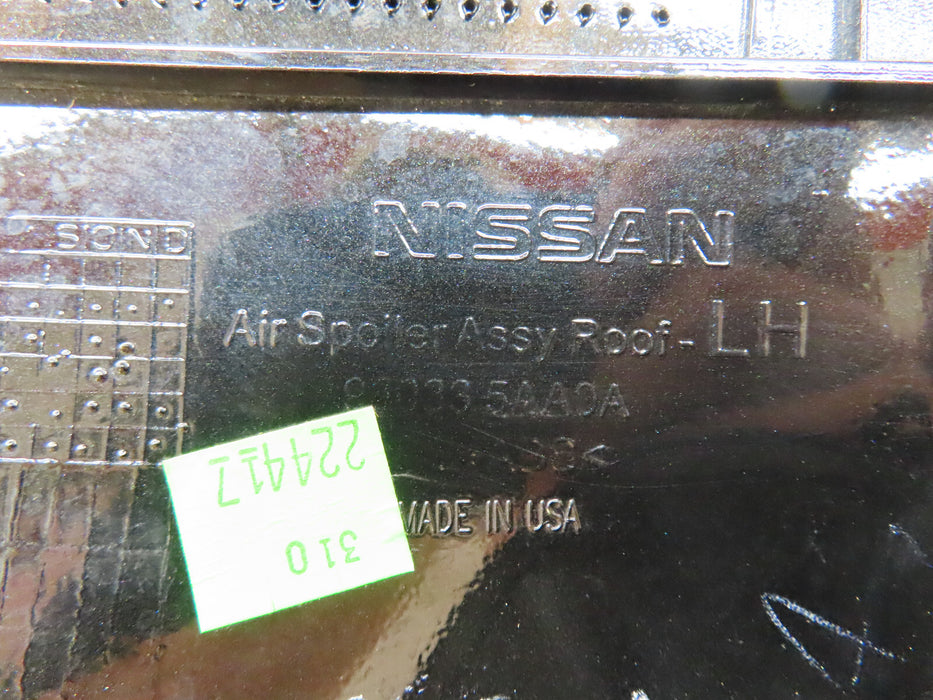 SOND
NISSAN
Air Spoiler Assy Roof - LH
5AA0A
MADE IN USA
224417
310